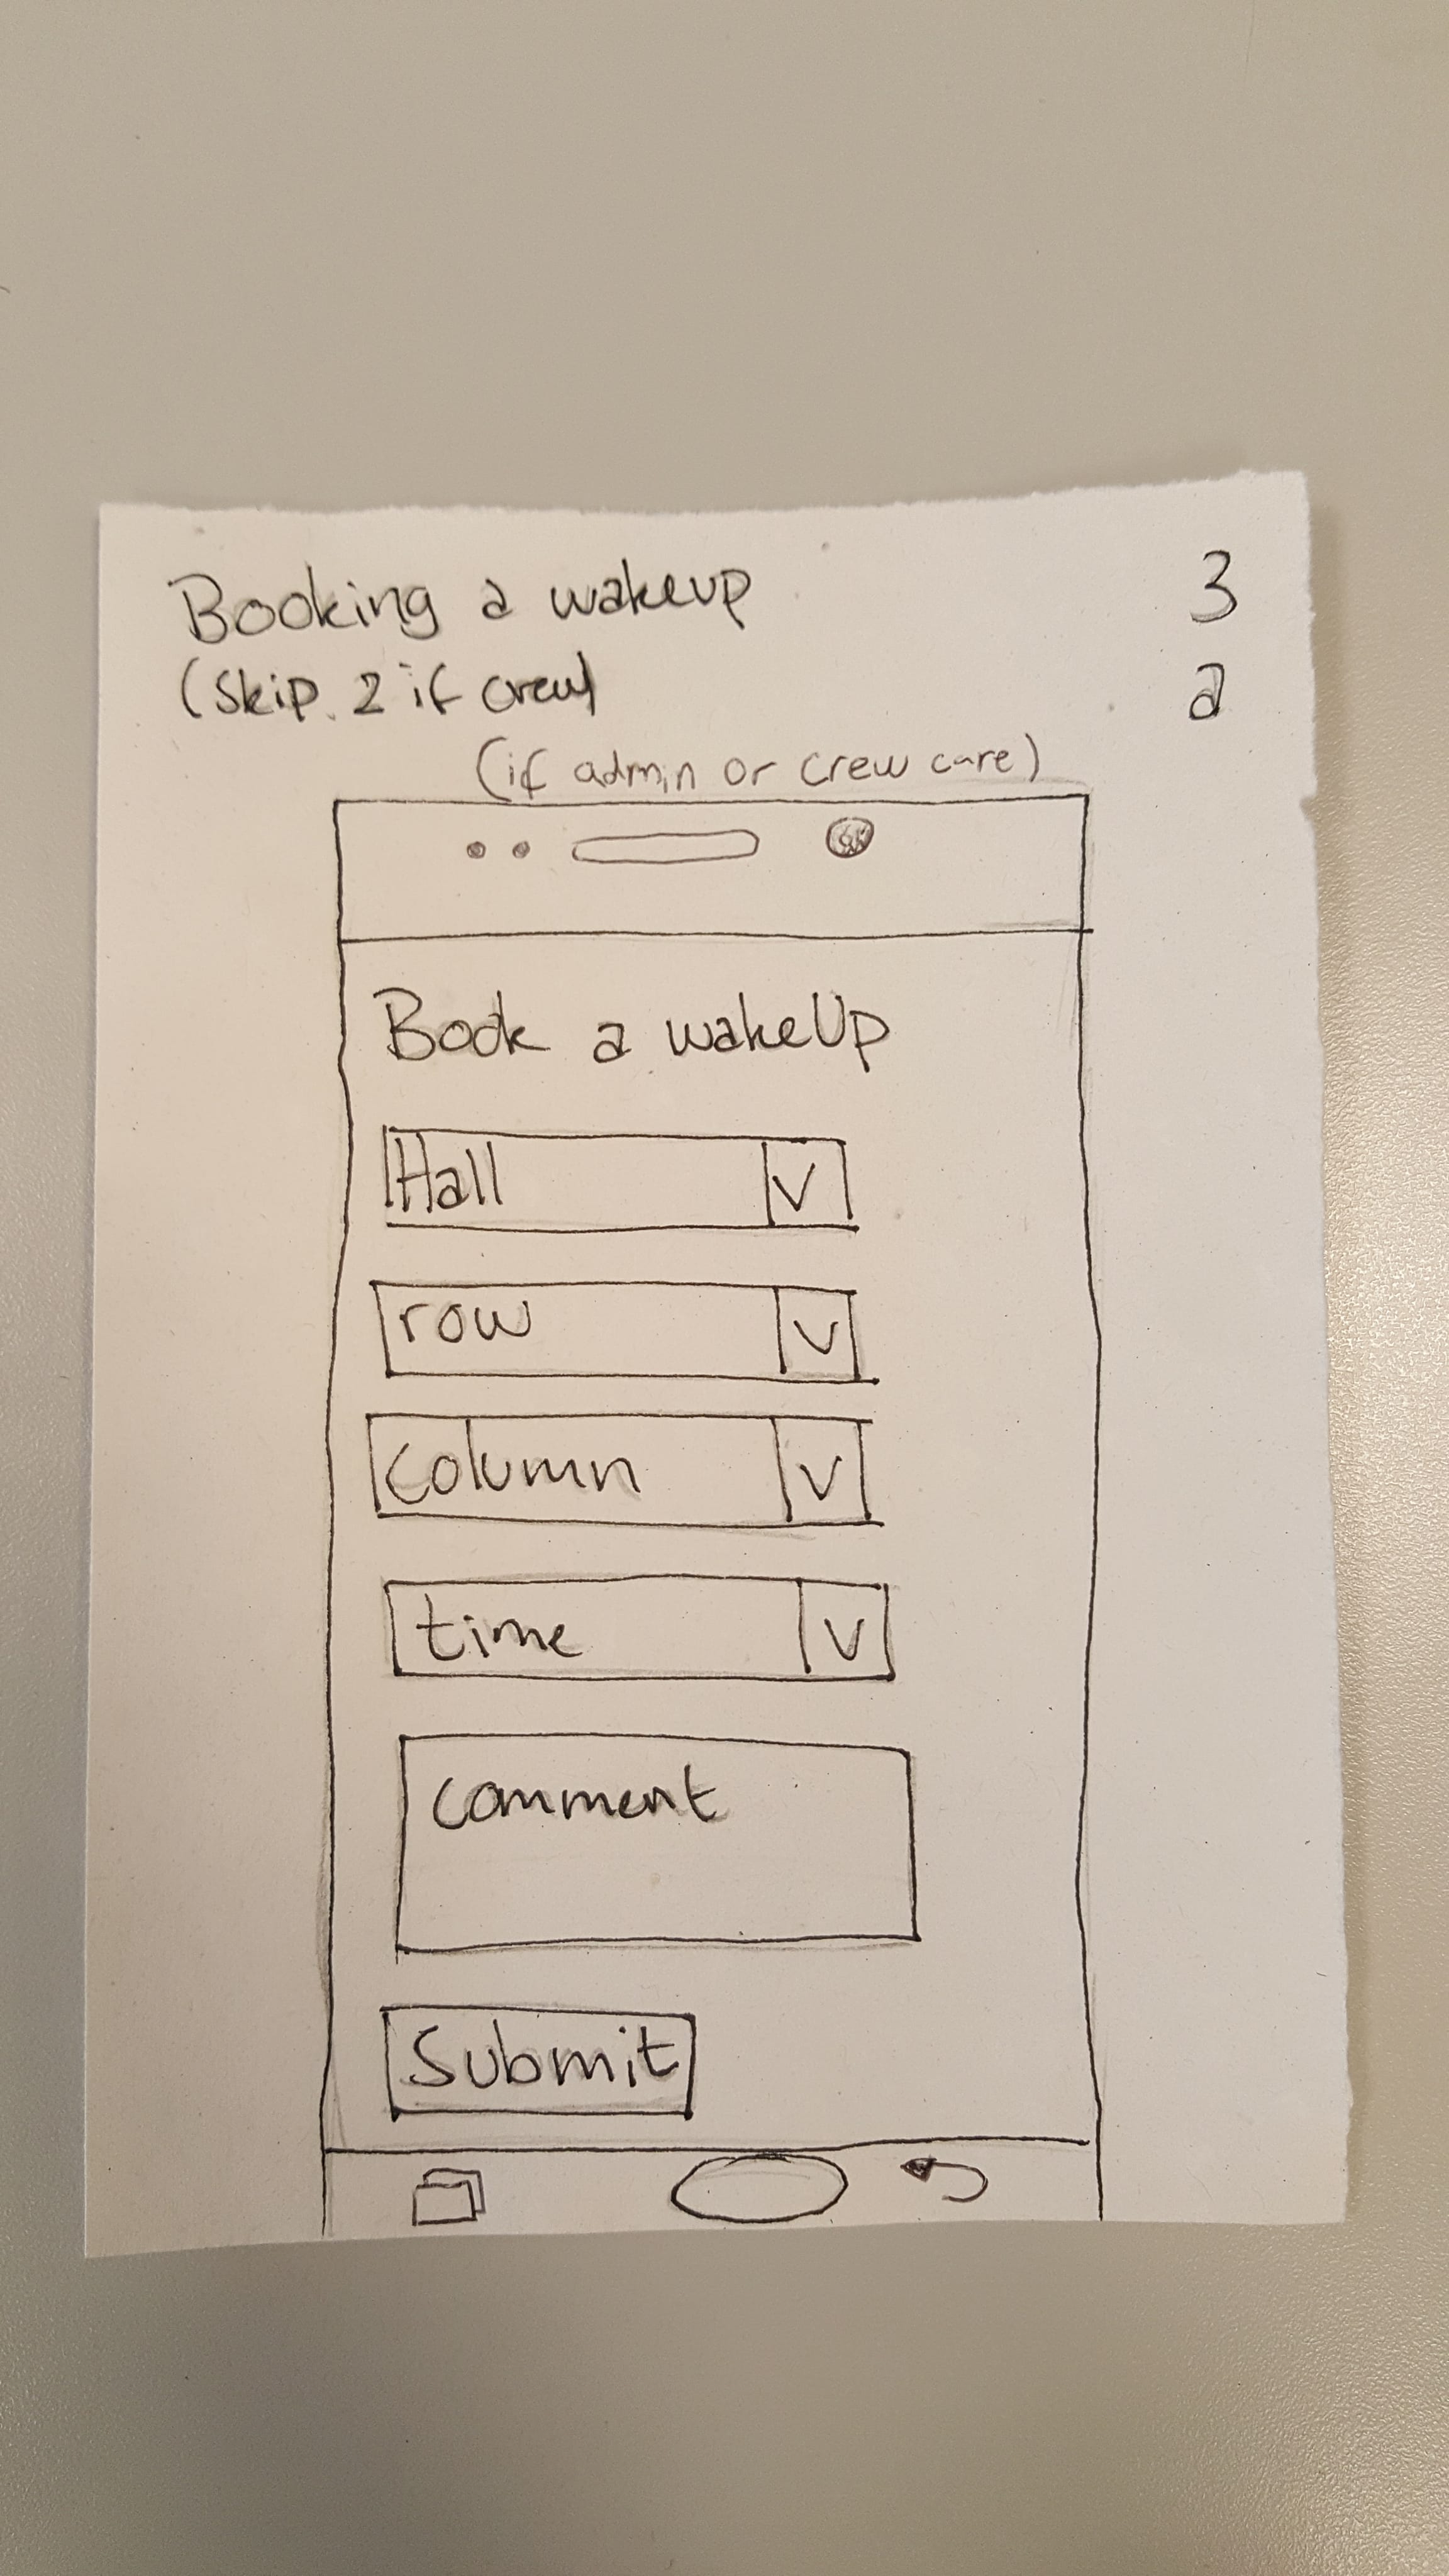 Booking a wakeup 3
(Skip 2 if crew) a
(if admin or crew care)
Book a wakeUp
Hall V
row V
column V
time V
comment
Submit